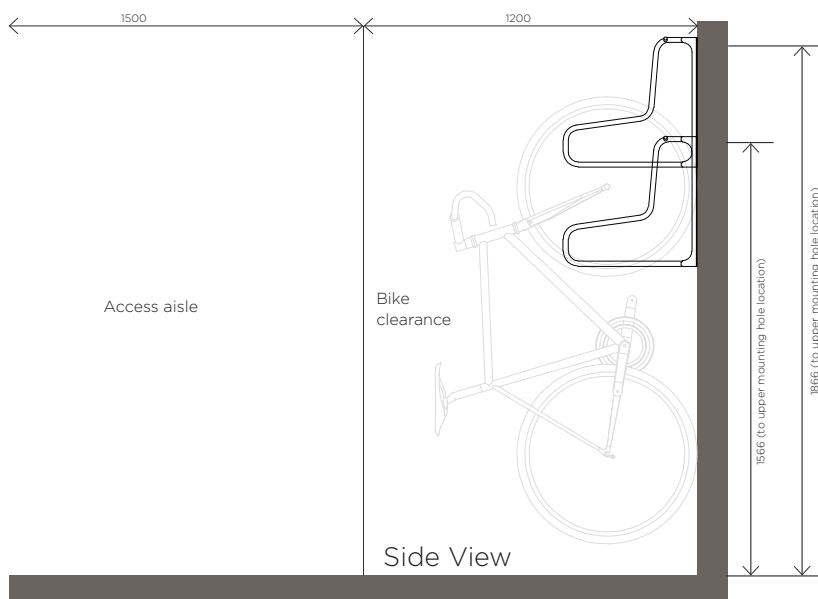 1500
1200
Access aisle
Bike
clearance
1566 (to upper mounting hole location)
1866 (to upper mounting hole location)
Side View